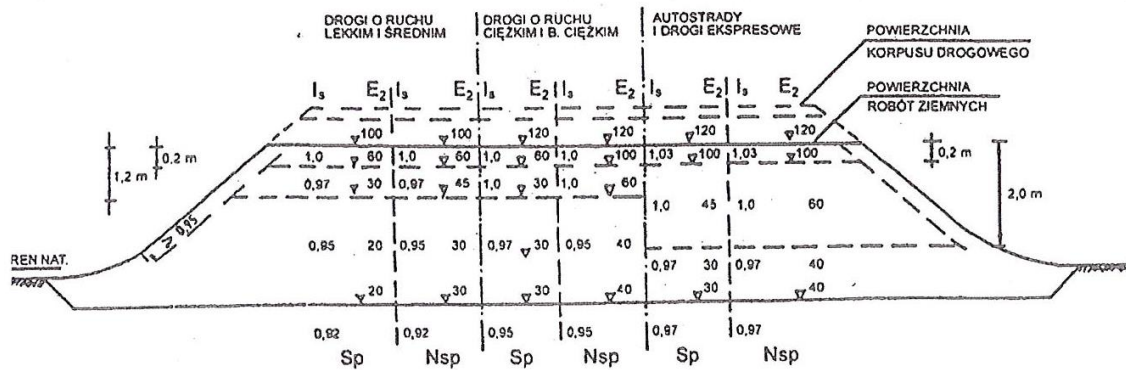 DROGI O RUCHU
LEKKIM I ŚREDNIM
DROGI O RUCHU
CIĘŻKIM I B. CIĘŻKIM
AUTOSTRADY
I DROGI EKSPRESOWE
POWIERZCHNIA
KORPUSU DROGOWEGO
POWIERZCHNIA
ROBÓT ZIEMNYCH
Is E2 Is E2 Is E2 Is E2 Is E2 Is E2
100 100 120 120 120 120
0,2 m 1,0 60 1,0 60 1,0 60 1,0 100 1,03 100 1,03 100 0,2 m
1,2 m 0,97 30 0,97 45 1,0 30 1,0 60
1,0 45 1,0 60 2,0 m
≥ 0,95
0,95 20 0,95 30 0,97 30 0,95 40
REN NAT.
0,97 30 0,97 40
20 30 30 40 30 40
0,92 0,92 0,95 0,95 0,97 0,97
Sp Nsp Sp Nsp Sp Nsp